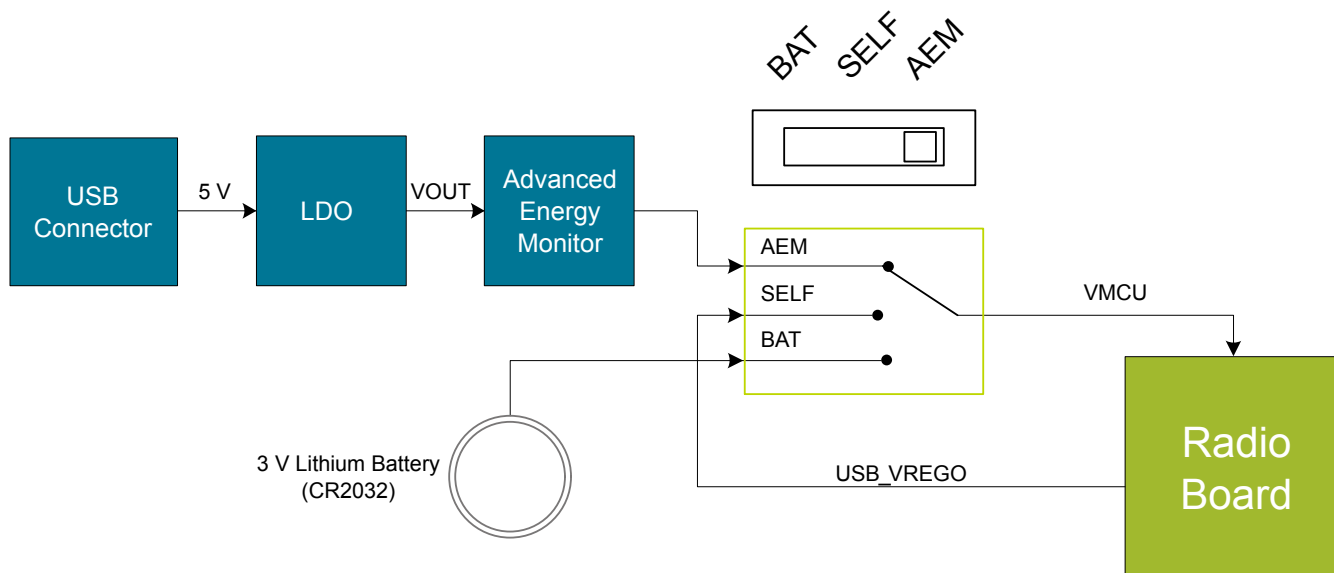 BAT
SELF
AEM
USB
Connector
5 V
LDO
VOUT
Advanced
Energy
Monitor
AEM
SELF
BAT
VMCU
3 V Lithium Battery
(CR2032)
USB_VREGO
Radio
Board